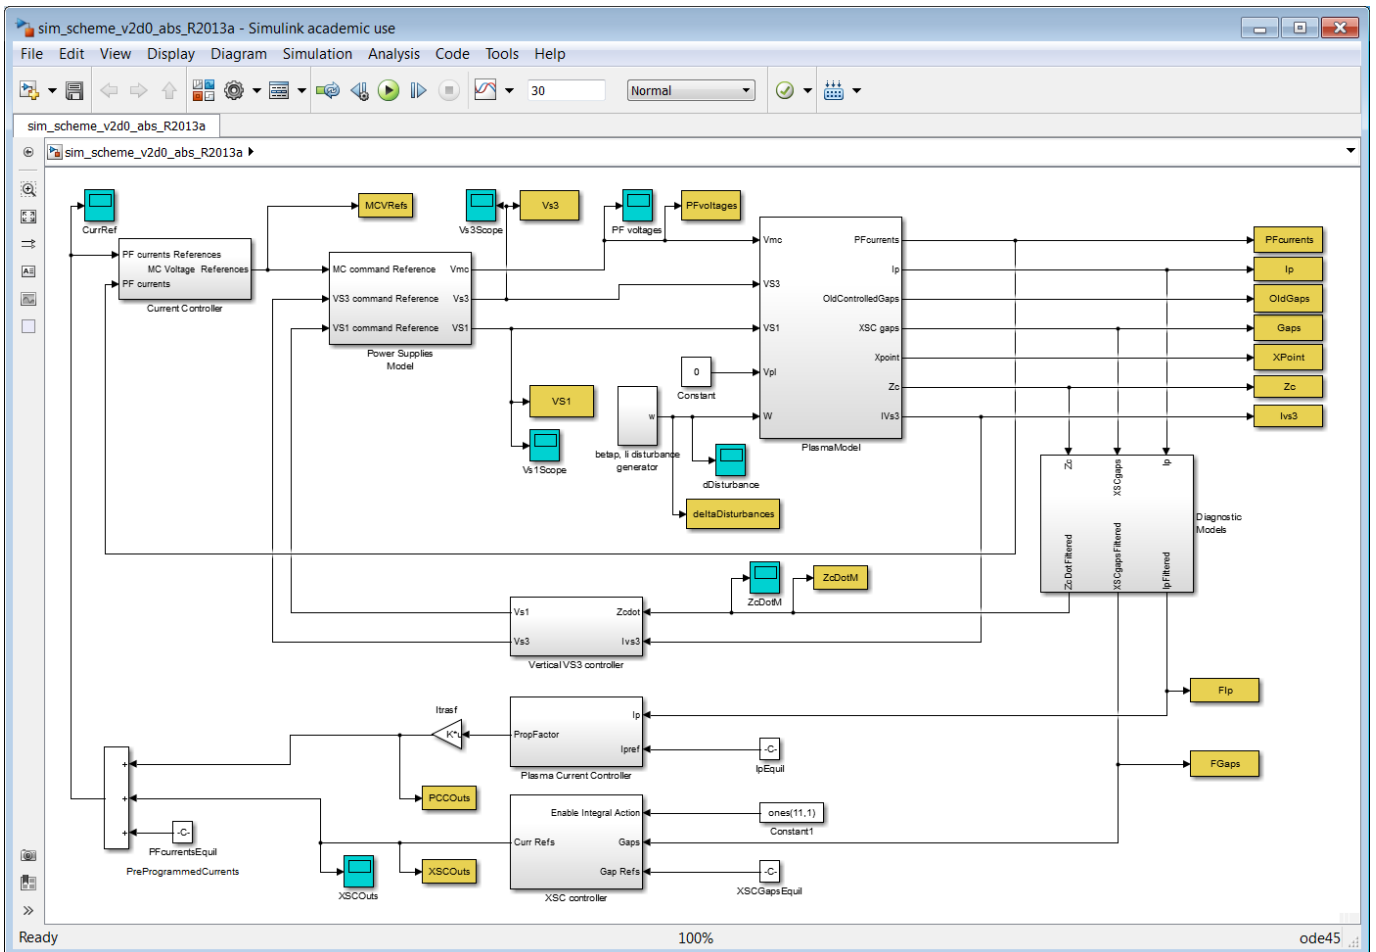 sim_scheme_v2d0_abs_R2013a - Simulink academic use
File Edit View Display Diagram Simulation Analysis Code Tools Help
30
Normal
sim_scheme_v2d0_abs_R2013a
sim_scheme_v2d0_abs_R2013a
CurrRef
MCVRefs
Vs3Scope
Vs3
PF voltages
PFvoltages
PF currents References
MC Voltage References
PF currents
Current Controller
MC command Reference
Vmc
VS3 command Reference
Vs3
VS1 command Reference
VS1
Power Supplies
Model
VS1
Vs1Scope
0
Constant
w
betap, li disturbance
generator
dDisturbance
deltaDisturbances
Vmc
VS3
VS1
Vpl
W
PFcurrents
Ip
OldControlledGaps
XSC gaps
Xpoint
Zc
IVs3
PlasmaModel
PFcurrents
Ip
OldGaps
Gaps
XPoint
Zc
Ivs3
Zc
XSCgaps
Ip
ZcDotFiltered
XSCgapsFiltered
IpFiltered
Diagnostic
Models
ZcDotM
ZcDotM
Vs1
Zcdot
Vs3
Ivs3
Vertical VS3 controller
FIp
FGaps
Itrasf
K*u
PropFactor
Ip
Ipref
Plasma Current Controller
-C-
IpEquil
PCCOuts
Enable Integral Action
Curr Refs
Gaps
Gap Refs
XSC controller
ones(11,1)
Constant1
-C-
XSCGapsEquil
+
+
+
-C-
PFcurrentsEquil
PreProgrammedCurrents
XSCOuts
XSCOuts
Ready
100%
ode45